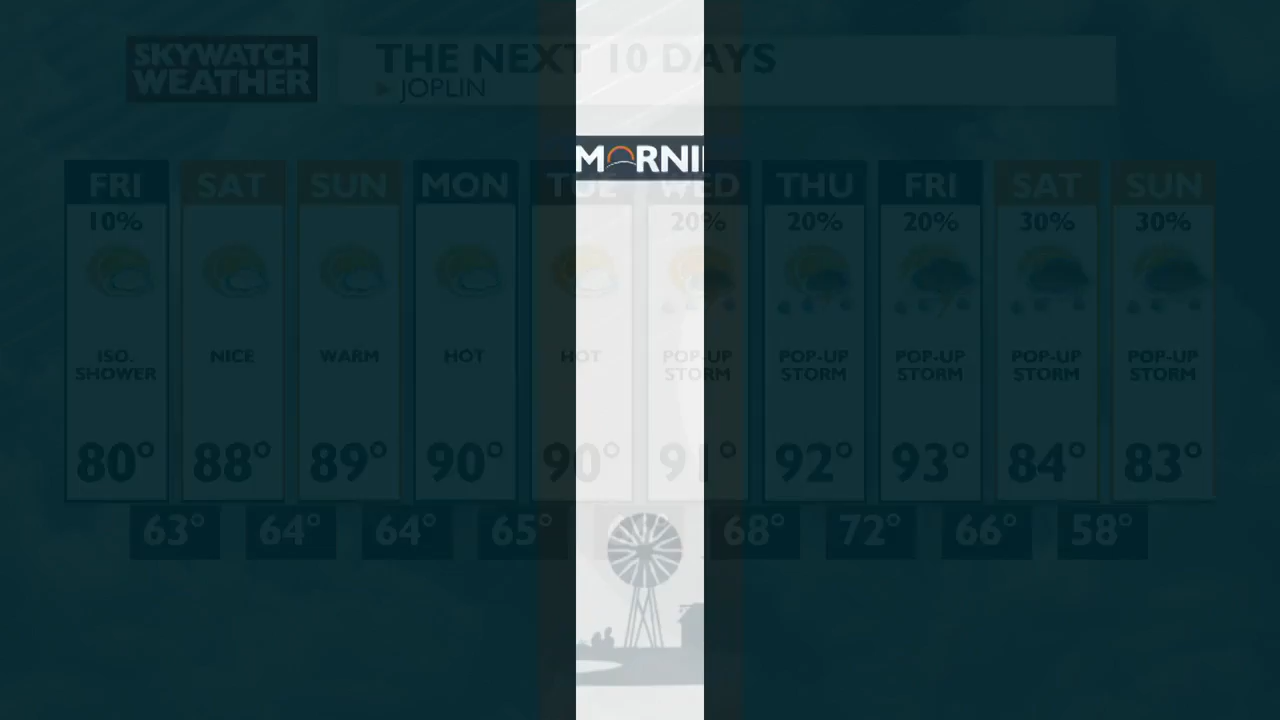 SKYWATCH
WEATHER
THE NEXT 10 DAYS
JOPLIN
MORNI
FRI SAT SUN MON TUE WED THU FRI SAT SUN
10% 20% 20% 20% 30% 30%
ISO. SHOWER NICE WARM HOT HOT POP-UP STORM POP-UP STORM POP-UP STORM POP-UP STORM POP-UP STORM
80° 88° 89° 90° 90° 91° 92° 93° 84° 83°
63° 64° 64° 65° 68° 72° 66° 58°